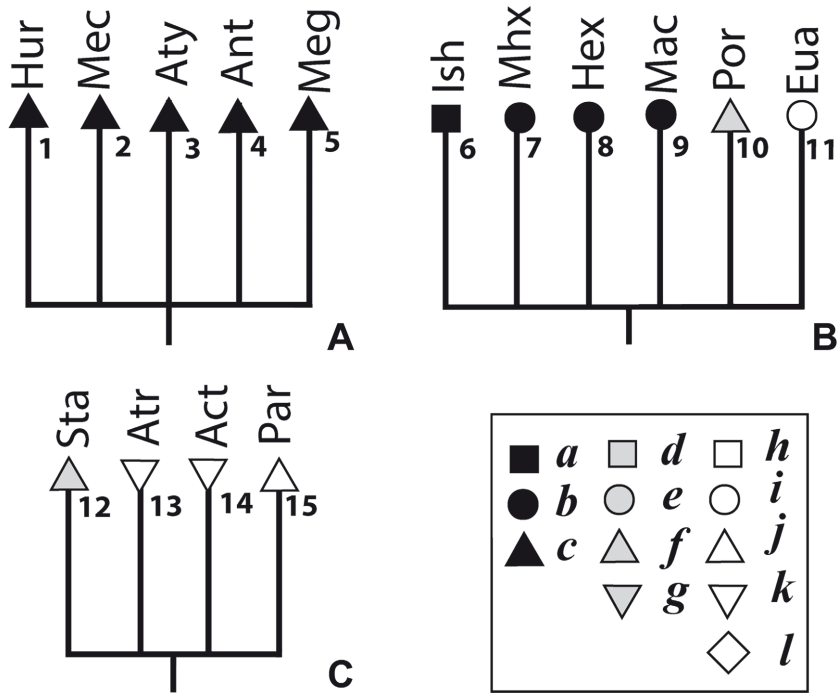 Hur Mec Aty Ant Meg
1 2 3 4 5
A
Ish Mhx Hex Mac Por Eua
6 7 8 9 10 11
B
Sta Atr Act Par
12 13 14 15
C
a d h
b e i
c f j
g k
l